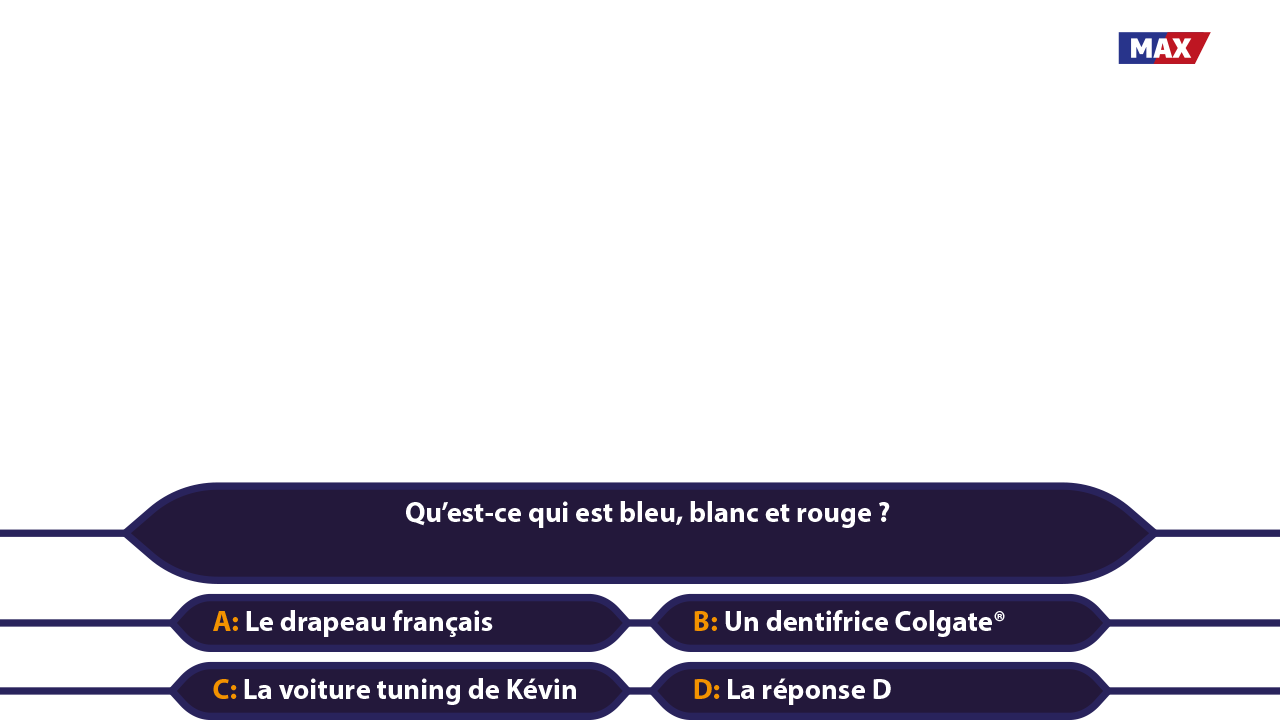 MAX
Qu’est-ce qui est bleu, blanc et rouge ?
A: Le drapeau français
B: Un dentifrice Colgate®
C: La voiture tuning de Kévin
D: La réponse D